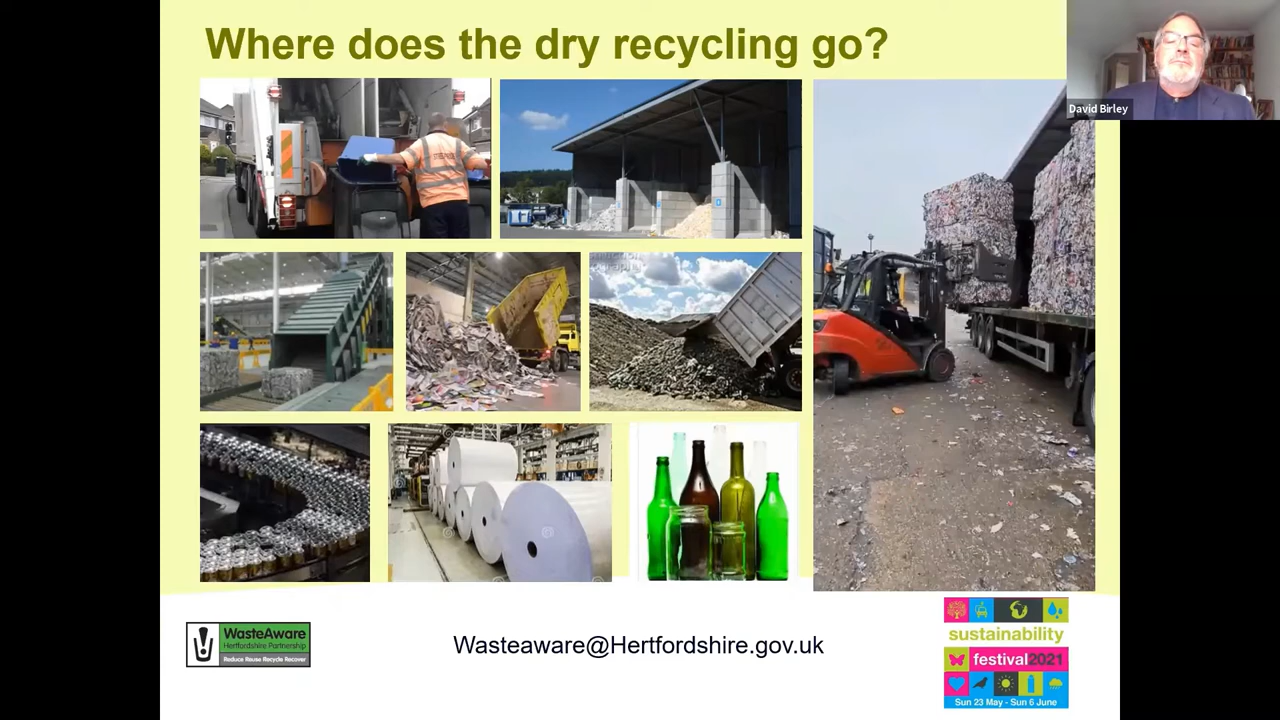 Where does the dry recycling go?
David Birley
WasteAware
Hertfordshire Partnership
Reduce Reuse Recycle Recover
Wasteaware@Hertfordshire.gov.uk
sustainability
festival2021
Sun 23 May - Sun 6 June